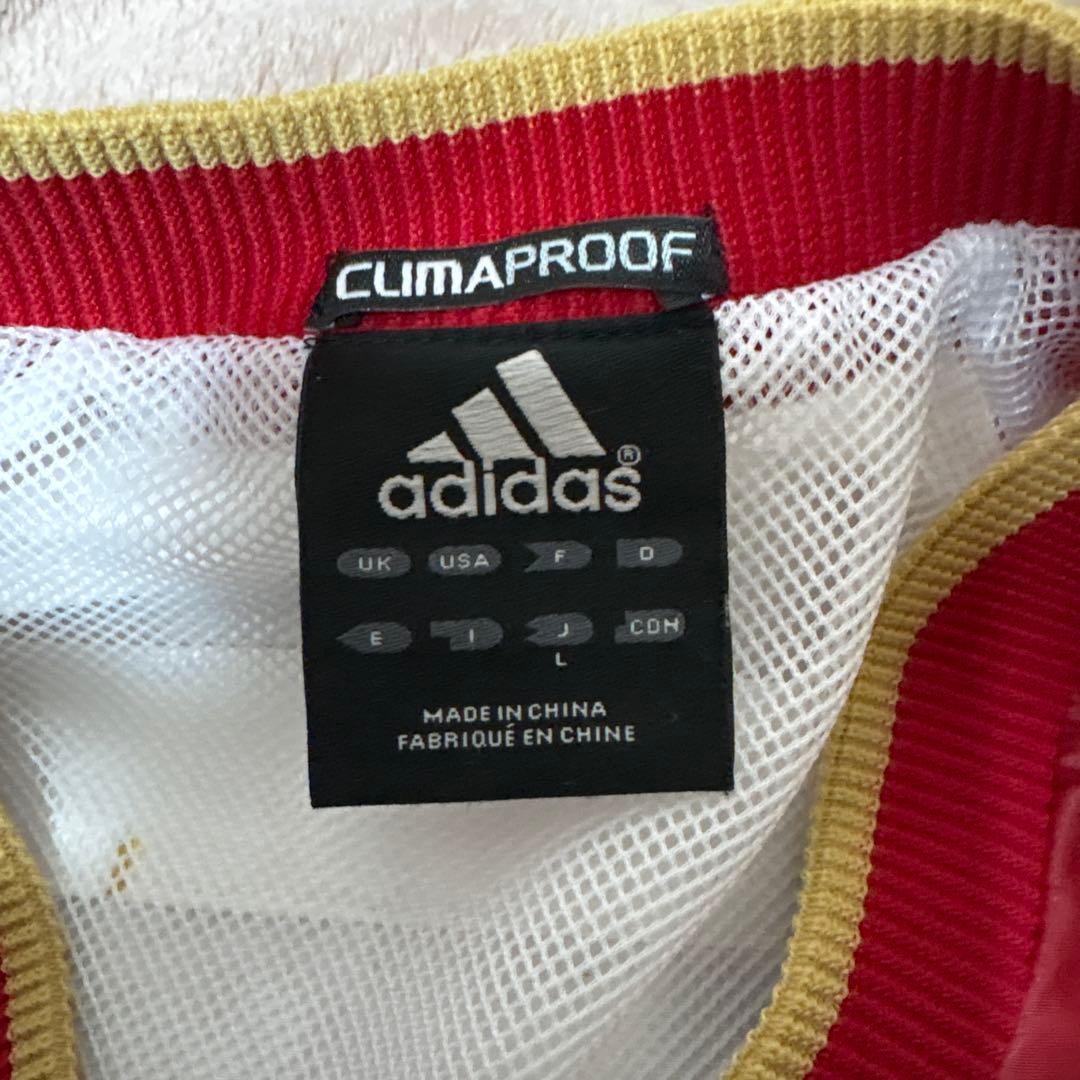 CLIMAPROOF
adidas®
UK USA F D
E I J CDN
L
MADE IN CHINA
FABRIQUÉ EN CHINE